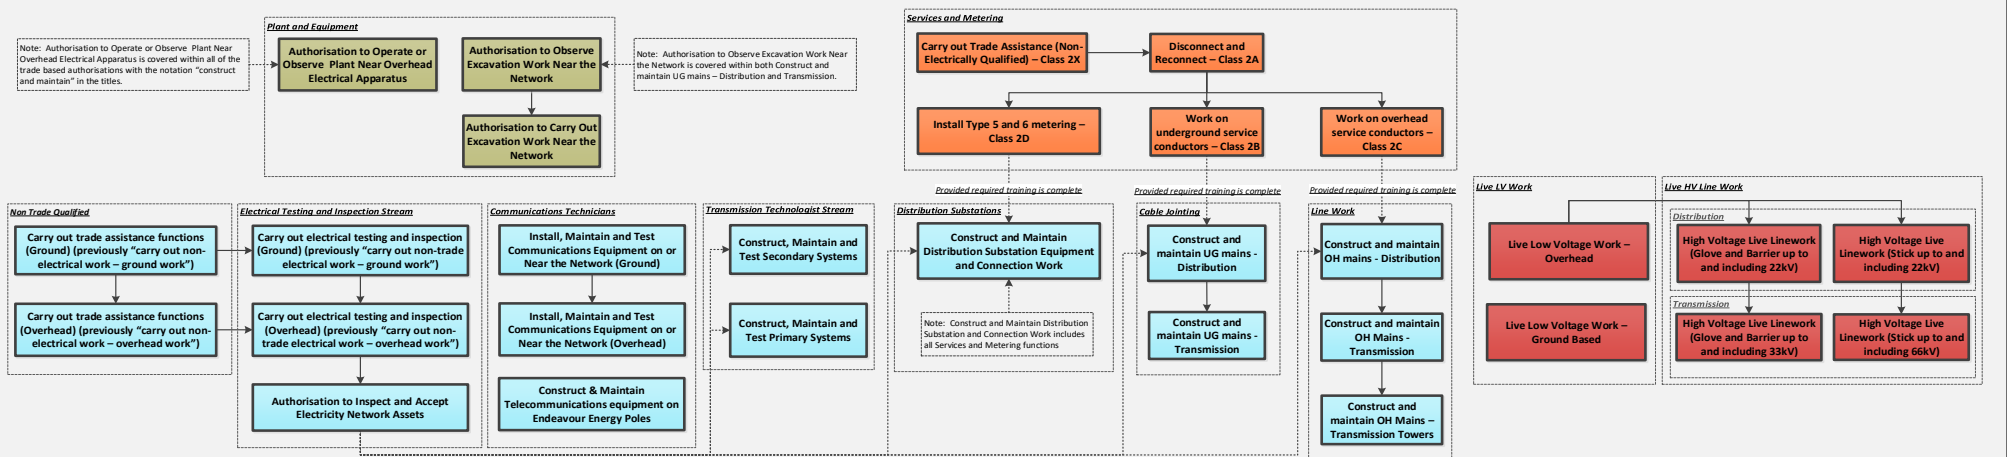 Plant and Equipment
Note:  Authorisation to Operate or Observe  Plant Near
Overhead Electrical Apparatus is covered within all of the
trade based authorisations with the notation “construct
and maintain” in the titles.
Authorisation to Operate or
Observe  Plant Near Overhead
Electrical Apparatus
Authorisation to Observe
Excavation Work Near the
Network
Note:  Authorisation to Observe Excavation Work Near
the Network is covered within both Construct and
maintain UG mains – Distribution and Transmission.
Authorisation to Carry Out
Excavation Work Near the
Network
Services and Metering
Carry out Trade Assistance (Non-
Electrically Qualified) – Class 2X
Disconnect and
Reconnect – Class 2A
Install Type 5 and 6 metering –
Class 2D
Work on
underground service
conductors – Class 2B
Work on overhead
service conductors –
Class 2C
Provided required training is complete
Provided required training is complete
Provided required training is complete
Non Trade Qualified
Carry out trade assistance functions
(Ground) (previously “carry out non-
electrical work – ground work”)
Carry out trade assistance functions
(Overhead) (previously “carry out non-
electrical work – overhead work”)
Electrical Testing and Inspection Stream
Carry out electrical testing and inspection
(Ground) (previously “carry out non-trade
electrical work – ground work”)
Carry out electrical testing and inspection
(Overhead) (previously “carry out non-
trade electrical work – overhead work”)
Authorisation to Inspect and Accept
Electricity Network Assets
Communications Technicians
Install, Maintain and Test
Communications Equipment on or
Near the Network (Ground)
Install, Maintain and Test
Communications Equipment on or
Near the Network (Overhead)
Construct & Maintain
Telecommunications equipment on
Endeavour Energy Poles
Transmission Technologist Stream
Construct, Maintain and
Test Secondary Systems
Construct, Maintain and
Test Primary Systems
Distribution Substations
Construct and Maintain
Distribution Substation Equipment
and Connection Work
Note:  Construct and Maintain Distribution
Substation and Connection Work includes
all Services and Metering functions
Cable Jointing
Construct and
maintain UG mains -
Distribution
Construct and
maintain UG mains -
Transmission
Line Work
Construct and maintain
OH mains - Distribution
Construct and maintain
OH Mains -
Transmission
Construct and
maintain OH Mains –
Transmission Towers
Live LV Work
Live Low Voltage Work –
Overhead
Live Low Voltage Work –
Ground Based
Live HV Line Work
Distribution
High Voltage Live Linework
(Glove and Barrier up to
and including 22kV)
High Voltage Live
Linework (Stick up to and
including 22kV)
Transmission
High Voltage Live Linework
(Glove and Barrier up to
and including 33kV)
High Voltage Live
Linework (Stick up to and
including 66kV)